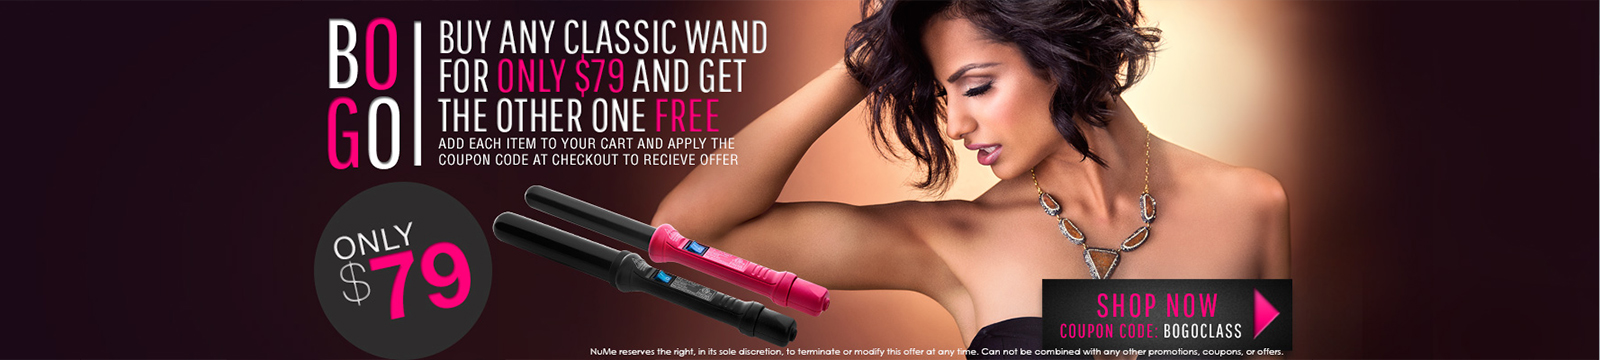 BO
GO
BUY ANY CLASSIC WAND
FOR ONLY $79 AND GET
THE OTHER ONE FREE
ADD EACH ITEM TO YOUR CART AND APPLY THE
COUPON CODE AT CHECKOUT TO RECIEVE OFFER
ONLY
$79
SHOP NOW
COUPON CODE: BOGOCLASS
NuMe reserves the right, in its sole discretion, to terminate or modify this offer at any time. Can not be combined with any other promotions, coupons, or offers.